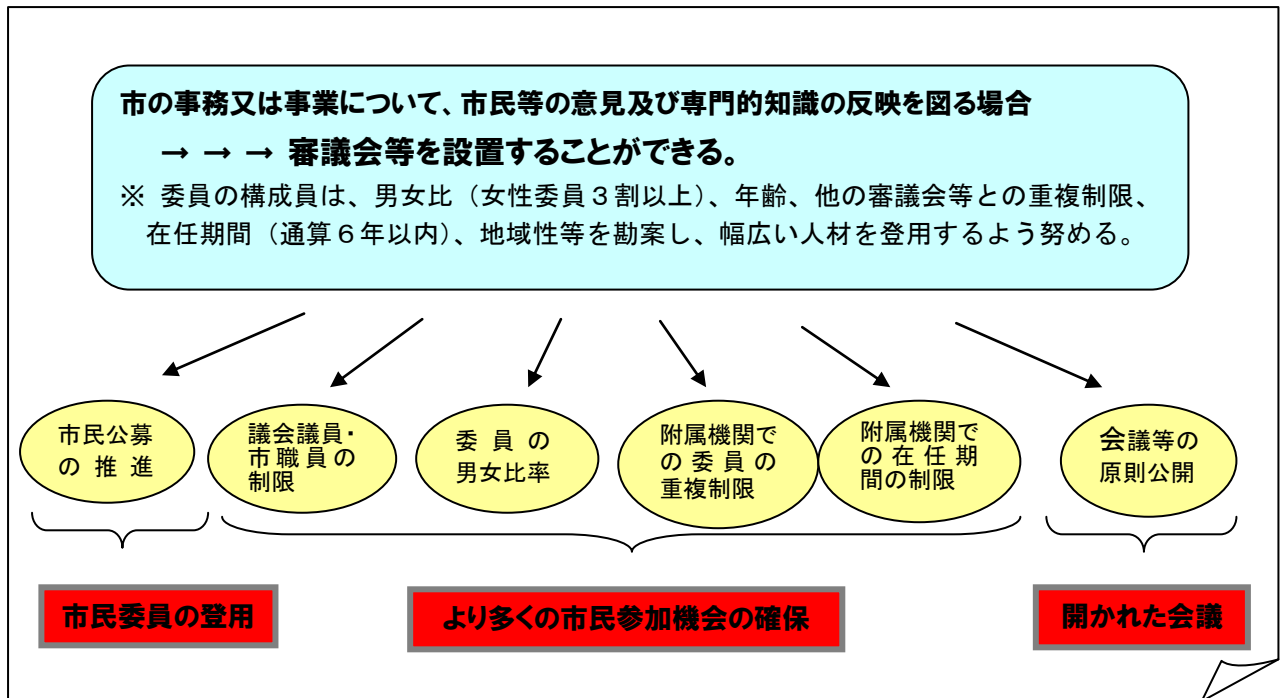 市の事務又は事業について、市民等の意見及び専門的知識の反映を図る場合
→ → → 審議会等を設置することができる。
※ 委員の構成員は、男女比（女性委員３割以上）、年齢、他の審議会等との重複制限、
在任期間（通算６年以内）、地域性等を勘案し、幅広い人材を登用するよう努める。
市民公募
の 推 進
議会議員・
市職員の
制限
委 員 の
男女比率
附属機関で
の委員の
重複制限
附属機関で
の在任期
間の制限
会議等の
原則公開
市民委員の登用
より多くの市民参加機会の確保
開かれた会議